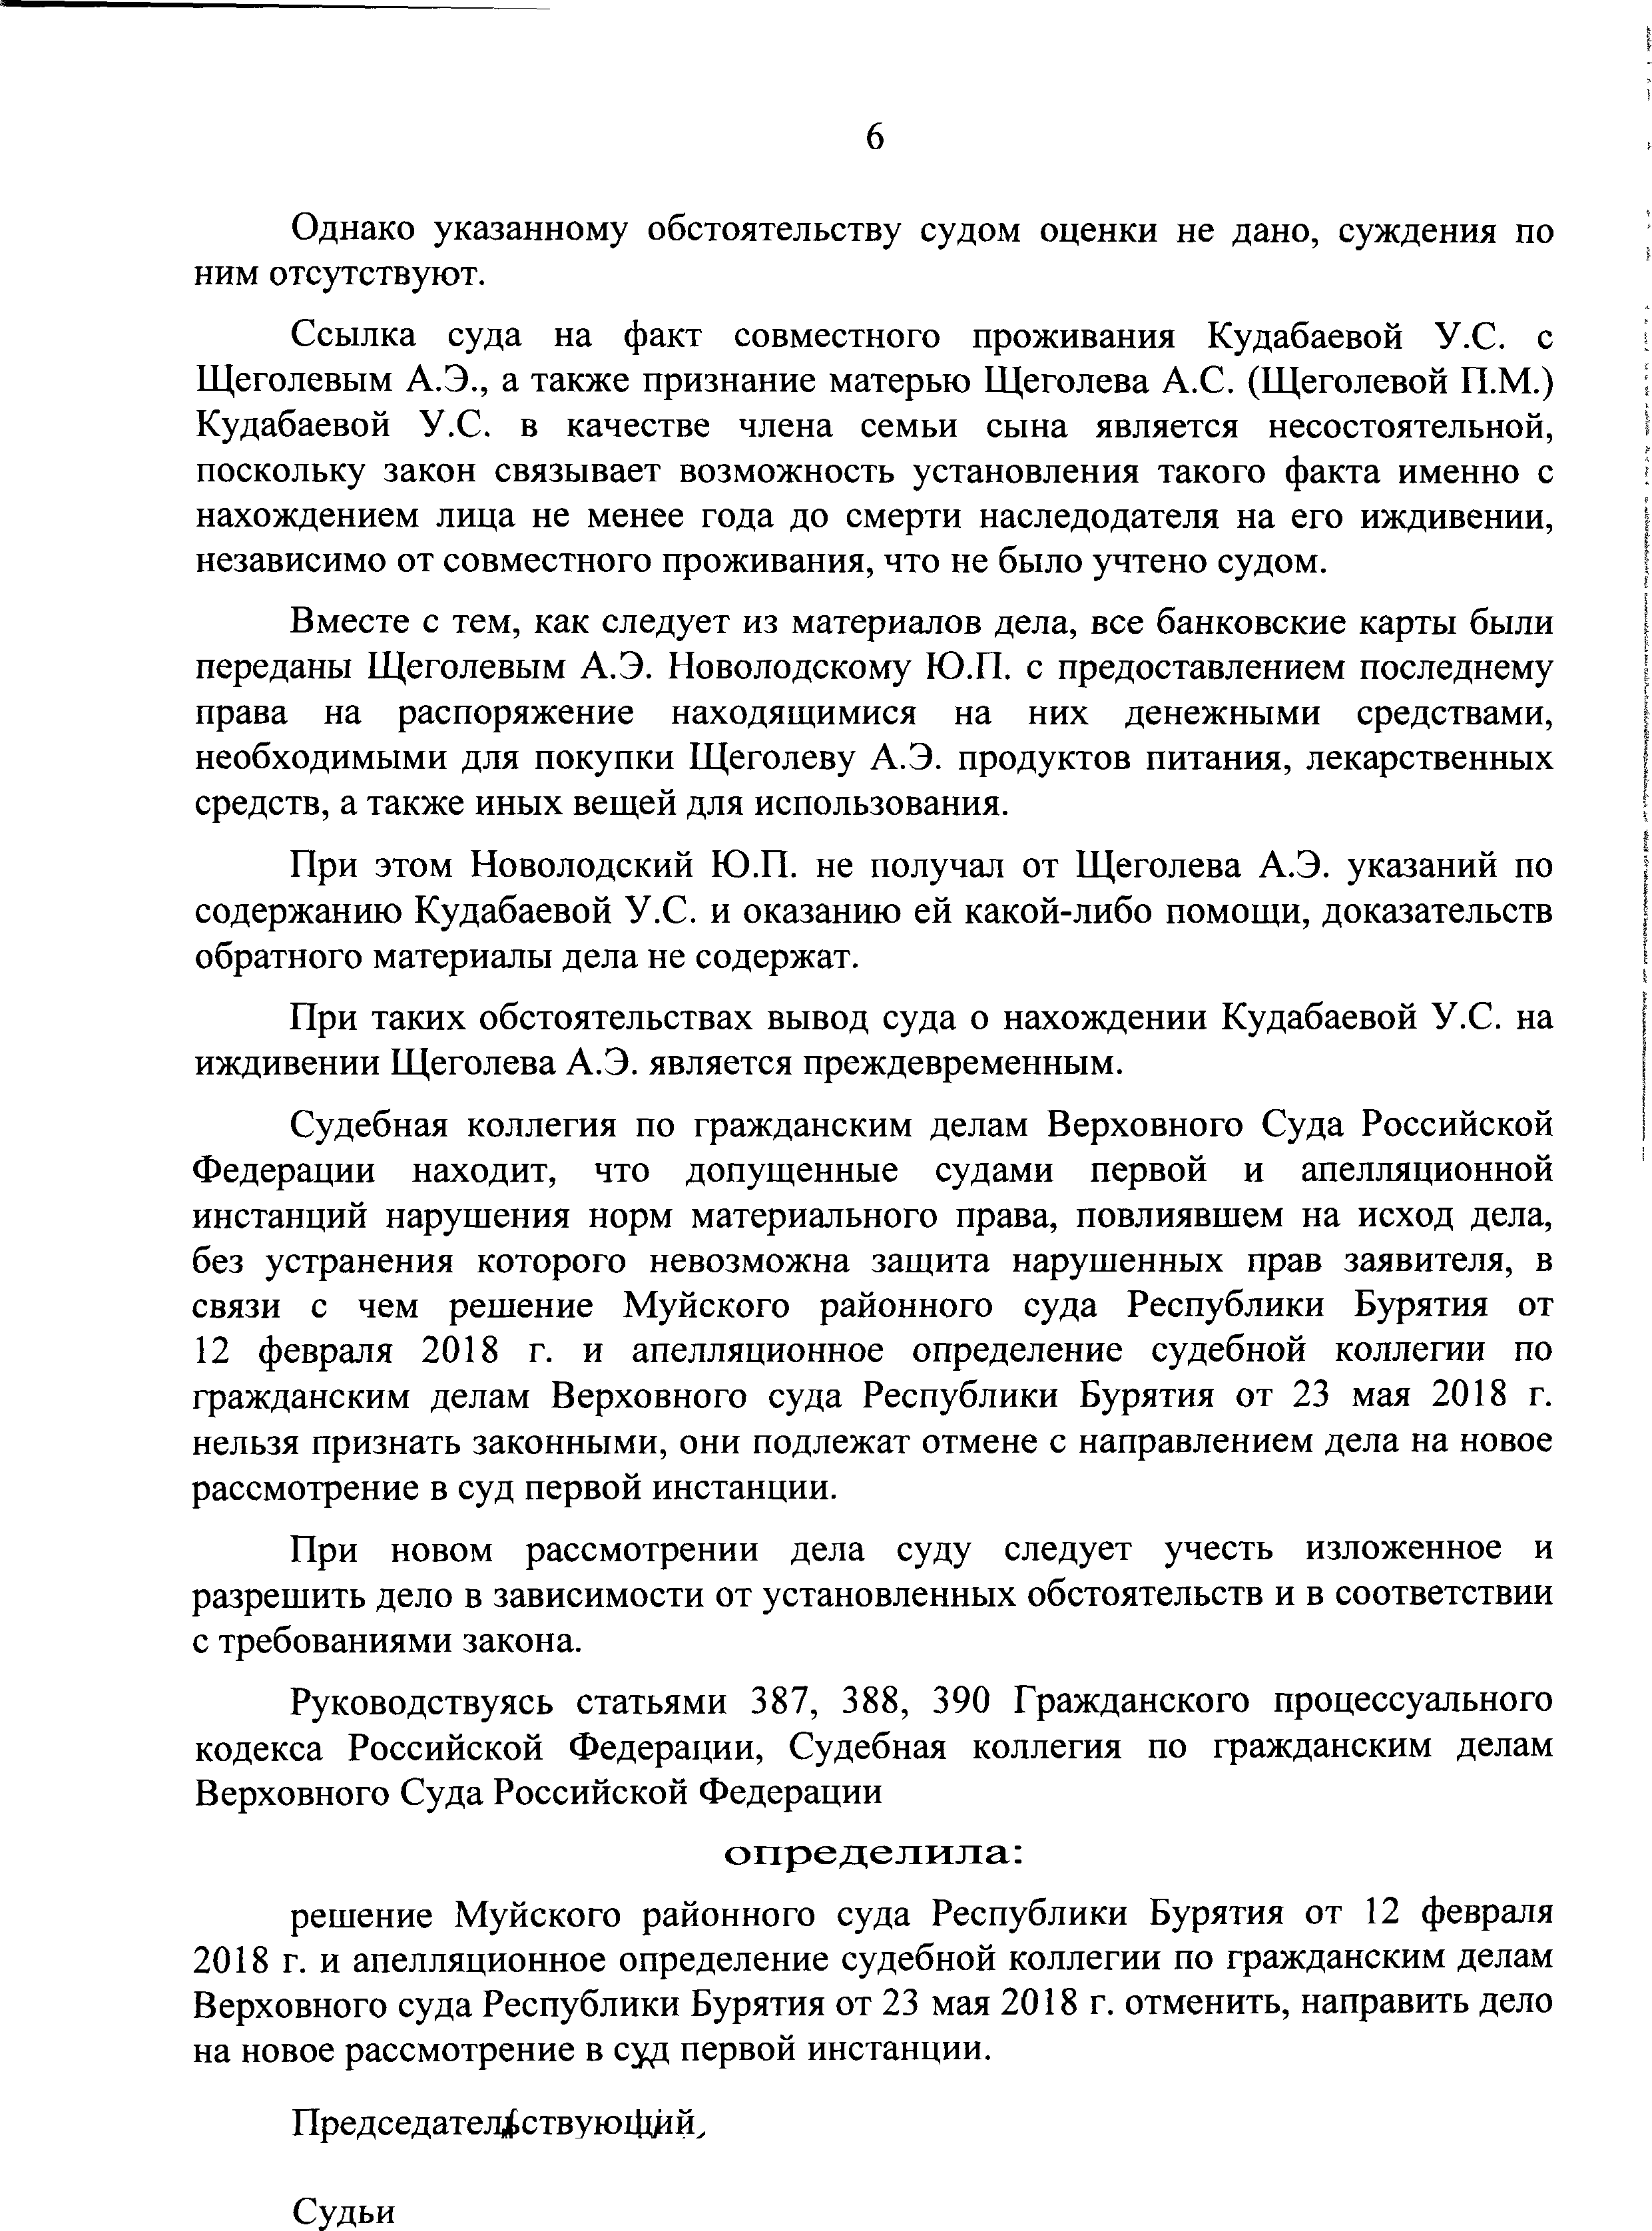 6
Однако указанному обстоятельству судом оценки не дано, суждения по
ним отсутствуют.
Ссылка суда на факт совместного проживания Кудабаевой У.С. с
Щеголевым А.Э., а также признание матерью Щеголева А.С. (Щеголевой П.М.)
Кудабаевой У.С. в качестве члена семьи сына является несостоятельной,
поскольку закон связывает возможность установления такого факта именно с
нахождением лица не менее года до смерти наследодателя на его иждивении,
независимо от совместного проживания, что не было учтено судом.
Вместе с тем, как следует из материалов дела, все банковские карты были
переданы Щеголевым А.Э. Новолодскому Ю.П. с предоставлением последнему
права на распоряжение находящимися на них денежными средствами,
необходимыми для покупки Щеголеву А.Э. продуктов питания, лекарственных
средств, а также иных вещей для использования.
При этом Новолодский Ю.П. не получал от Щеголева А.Э. указаний по
содержанию Кудабаевой У.С. и оказанию ей какой-либо помощи, доказательств
обратного материалы дела не содержат.
При таких обстоятельствах вывод суда о нахождении Кудабаевой У.С. на
иждивении Щеголева А.Э. является преждевременным.
Судебная коллегия по гражданским делам Верховного Суда Российской
Федерации находит, что допущенные судами первой и апелляционной
инстанций нарушения норм материального права, повлиявшем на исход дела,
без устранения которого невозможна защита нарушенных прав заявителя, в
связи с чем решение Муйского районного суда Республики Бурятия от
12 февраля 2018 г. и апелляционное определение судебной коллегии по
гражданским делам Верховного суда Республики Бурятия от 23 мая 2018 г.
нельзя признать законными, они подлежат отмене с направлением дела на новое
рассмотрение в суд первой инстанции.
При новом рассмотрении дела суду следует учесть изложенное и
разрешить дело в зависимости от установленных обстоятельств и в соответствии
с требованиями закона.
Руководствуясь статьями 387, 388, 390 Гражданского процессуального
кодекса Российской Федерации, Судебная коллегия по гражданским делам
Верховного Суда Российской Федерации
определила:
решение Муйского районного суда Республики Бурятия от 12 февраля
2018 г. и апелляционное определение судебной коллегии по гражданским делам
Верховного суда Республики Бурятия от 23 мая 2018 г. отменить, направить дело
на новое рассмотрение в суд первой инстанции.
Председательствующий
Судьи